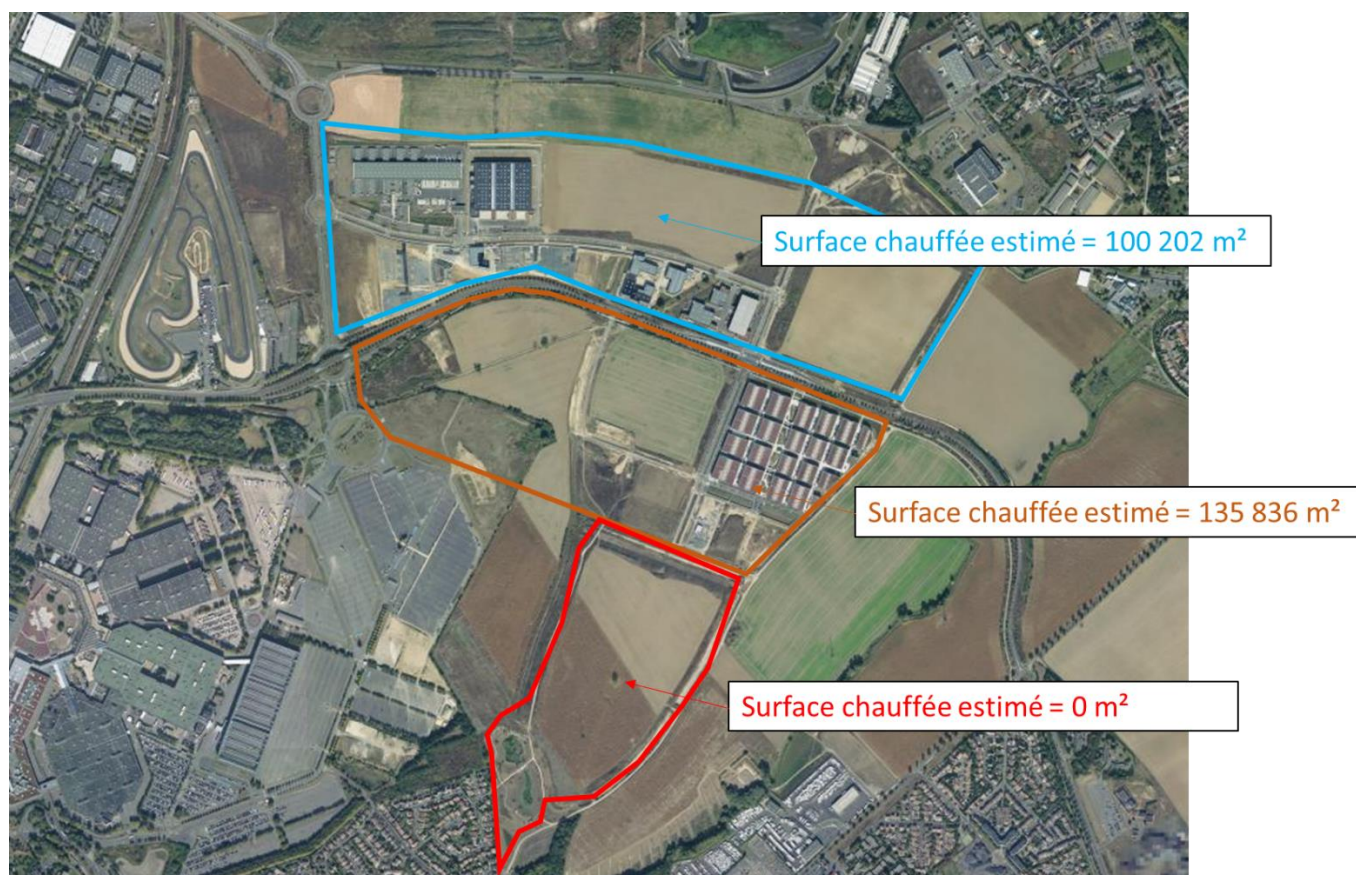 Surface chauffée estimé = 100 202 m²
Surface chauffée estimé = 135 836 m²
Surface chauffée estimé = 0 m²